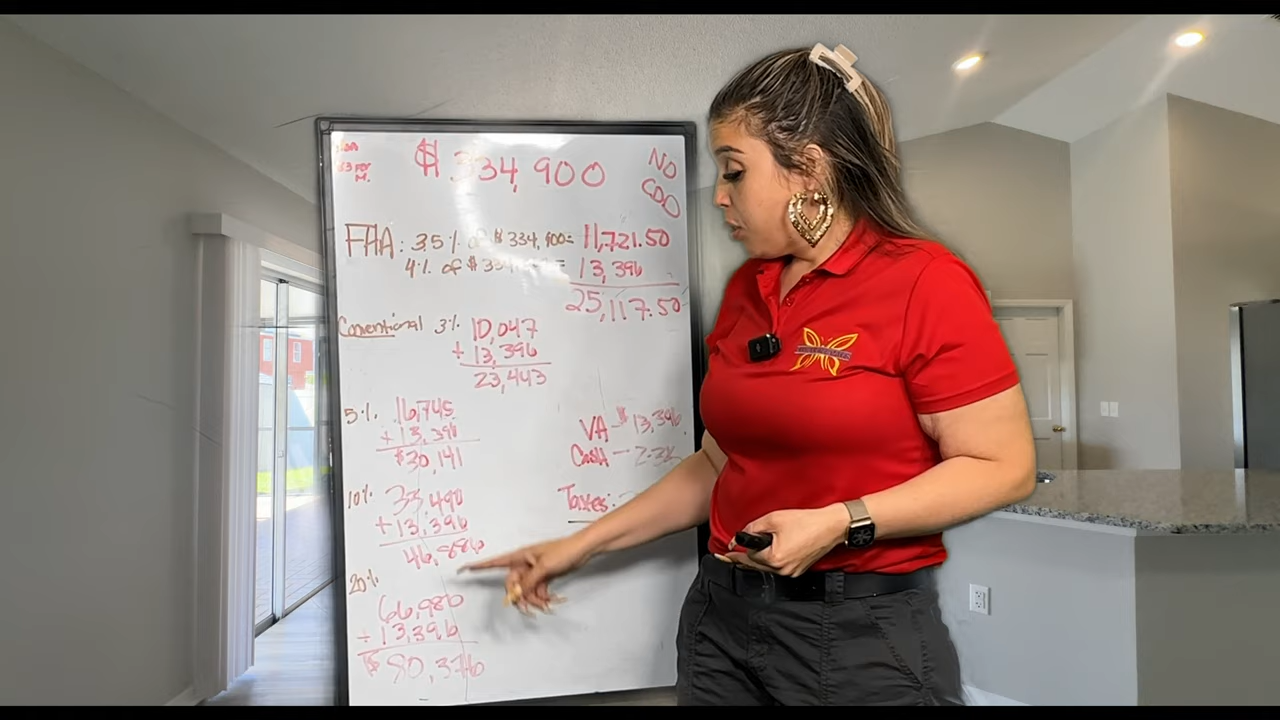 $ 334,900
NO
CDD
FHA: 3.5% of $334,900= 11,721.50
4% of $ 13,396
25,117.50
Conventional 3% 10,047
+ 13,396
23,443
5% 16,745
+ 13,396
$30,141
VA - $13,396
Cash -
10% 33,490
+ 13,396
46,886
Taxes:
20%
66,980
+ 13,396
$ 80,376